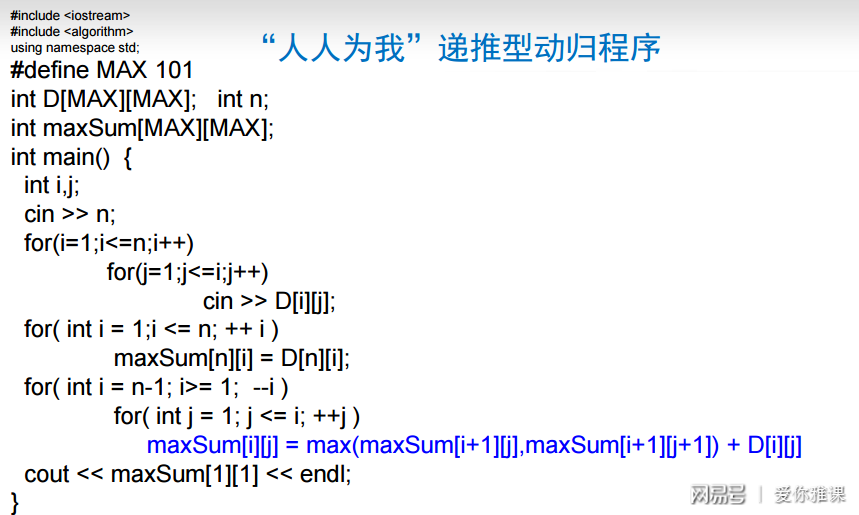 #include <iostream>
#include <algorithm>
using namespace std;
“人人为我”递推型动归程序
#define MAX 101
int D[MAX][MAX];   int n;
int maxSum[MAX][MAX];
int main()  {
int i,j;
cin >> n;
for(i=1;i<=n;i++)
for(j=1;j<=i;j++)
cin >> D[i][j];
for( int i = 1;i <= n; ++ i )
maxSum[n][i] = D[n][i];
for( int i = n-1; i>= 1;  --i )
for( int j = 1; j <= i; ++j )
maxSum[i][j] = max(maxSum[i+1][j],maxSum[i+1][j+1]) + D[i][j]
cout << maxSum[1][1] << endl;
}
网易号 | 爱你雅课